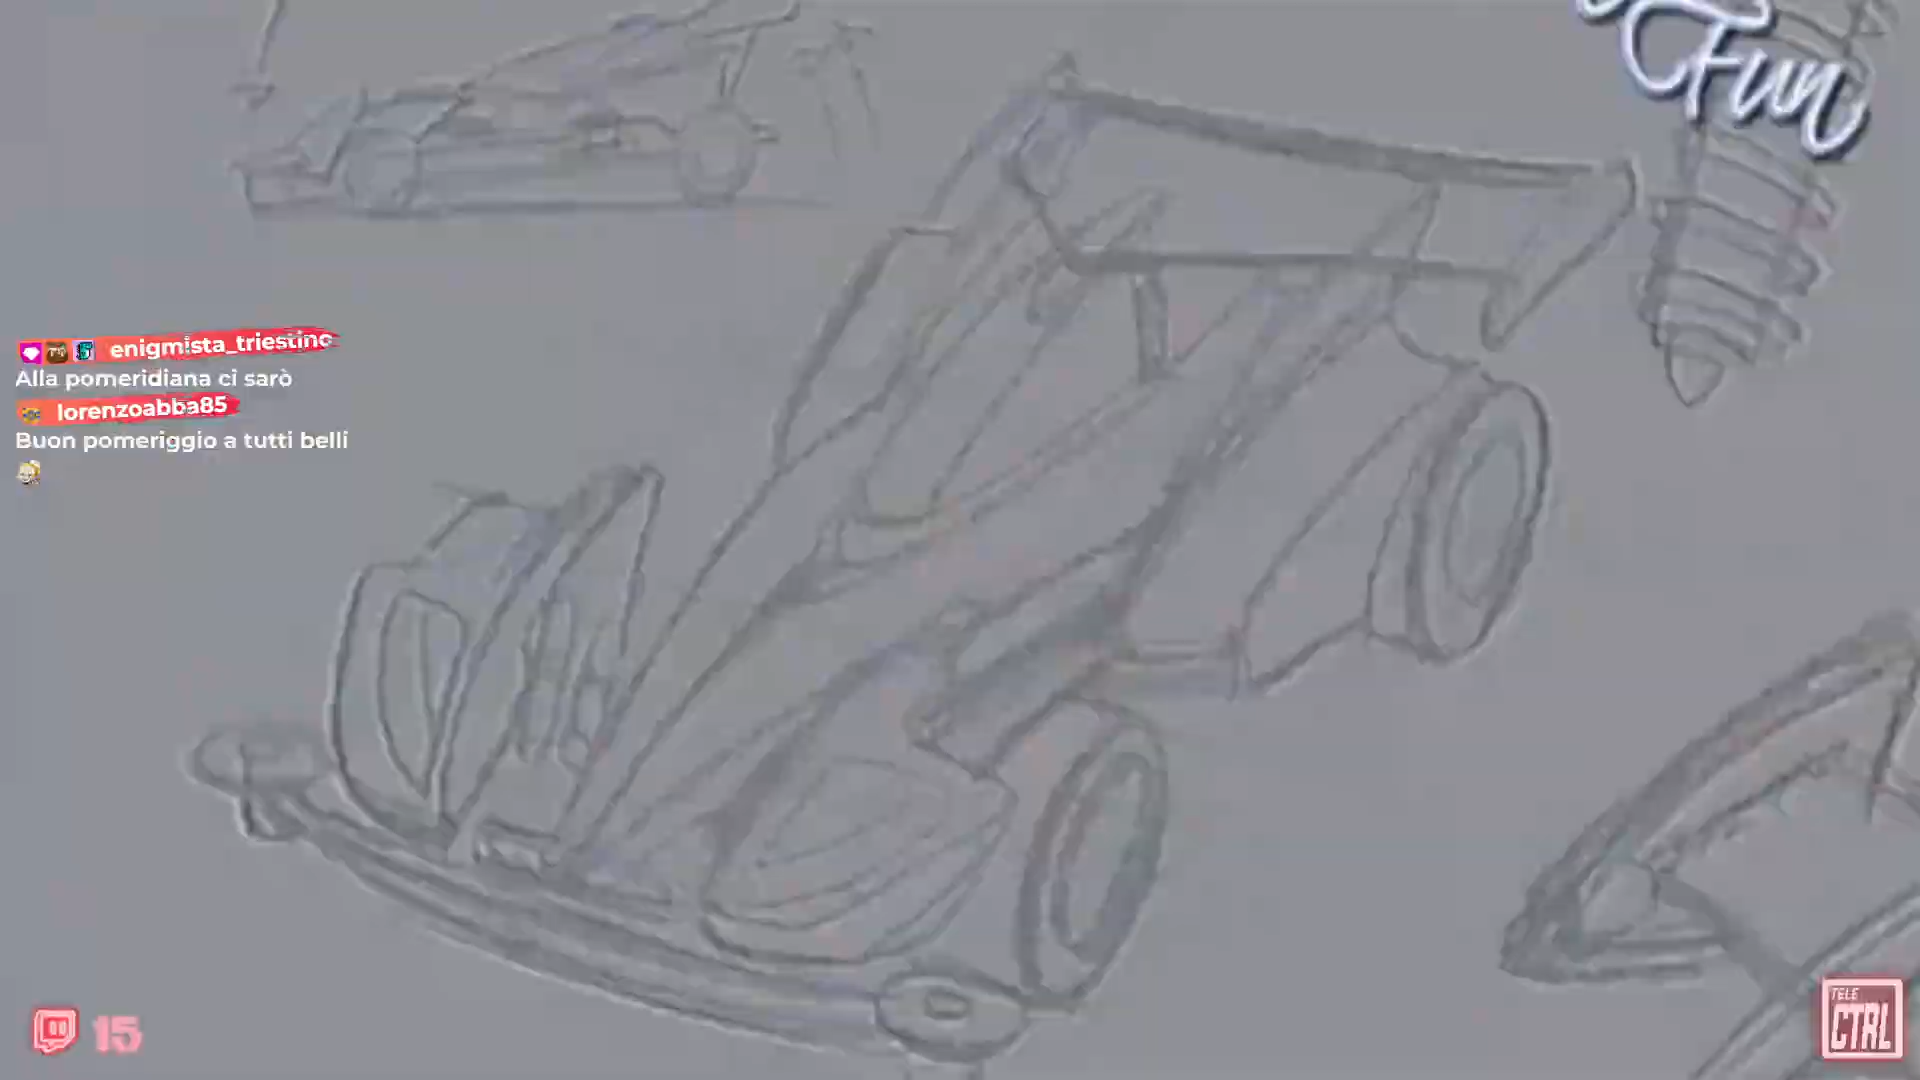 Fun
enigmista_triestino
Alla pomeridiana ci sarò
lorenzoabba85
Buon pomeriggio a tutti belli
15
TELE
CTRL